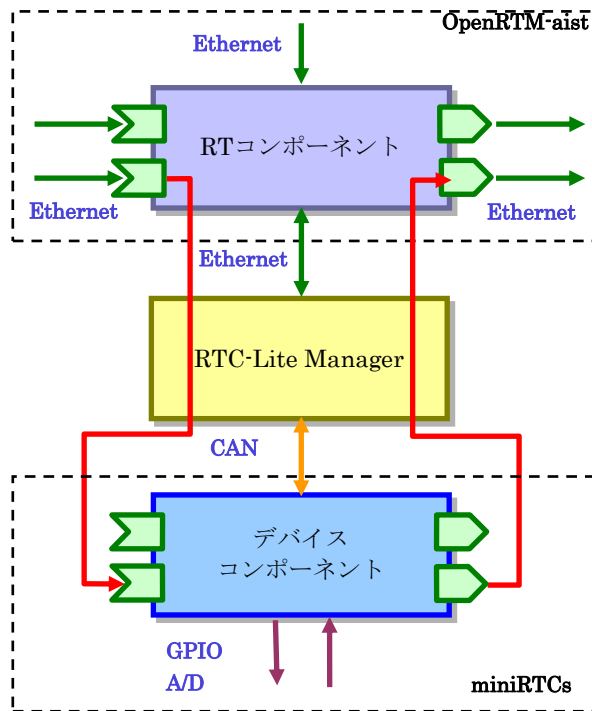 OpenRTM-aist
Ethernet
RTコンポーネント
Ethernet
Ethernet
Ethernet
RTC-Lite Manager
CAN
デバイス
コンポーネント
GPIO
A/D
miniRTCs